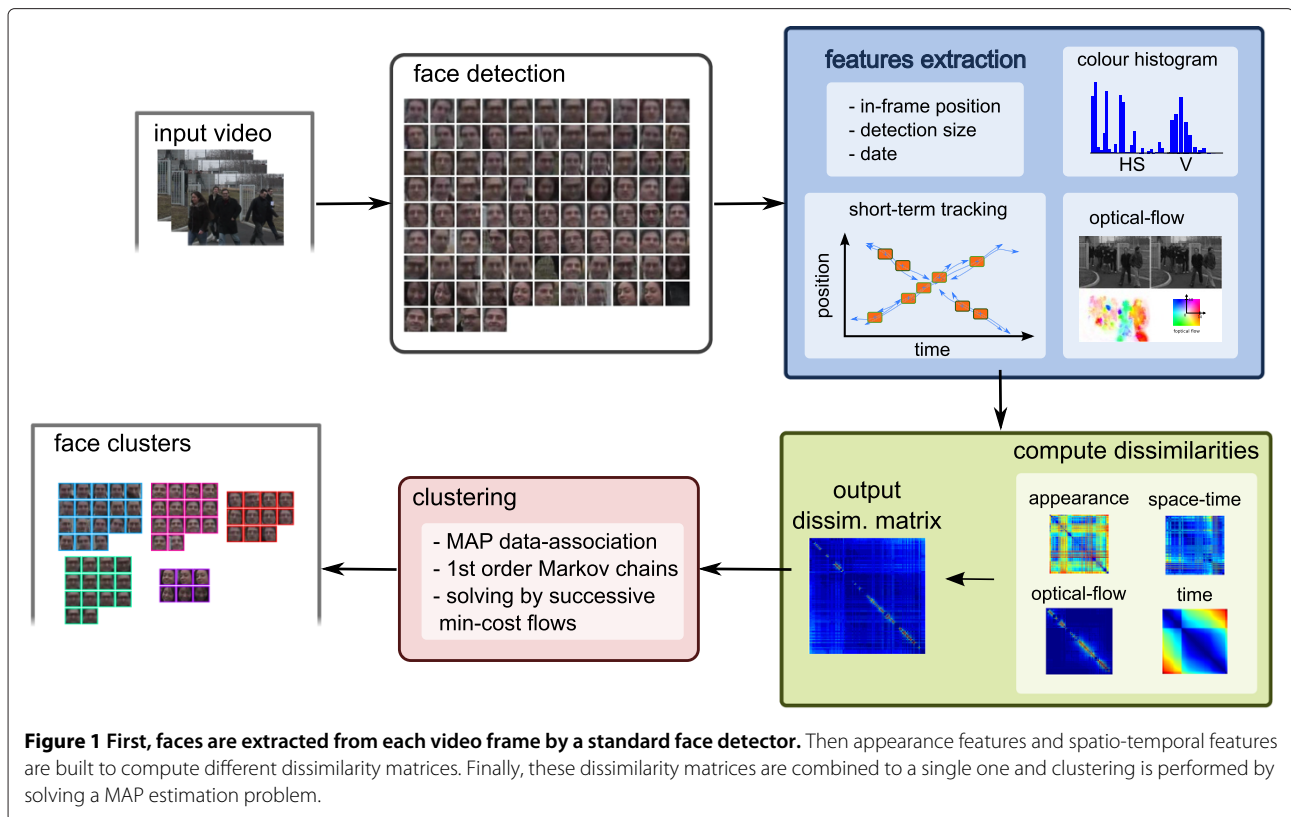 input video
face detection
features extraction
- in-frame position
- detection size
- date
colour histogram
HS V
short-term tracking
position
time
optical-flow
optical flow
compute dissimilarities
appearance space-time
optical-flow time
output
dissim. matrix
clustering
- MAP data-association
- 1st order Markov chains
- solving by successive
min-cost flows
face clusters
Figure 1 First, faces are extracted from each video frame by a standard face detector. Then appearance features and spatio-temporal features
are built to compute different dissimilarity matrices. Finally, these dissimilarity matrices are combined to a single one and clustering is performed by
solving a MAP estimation problem.